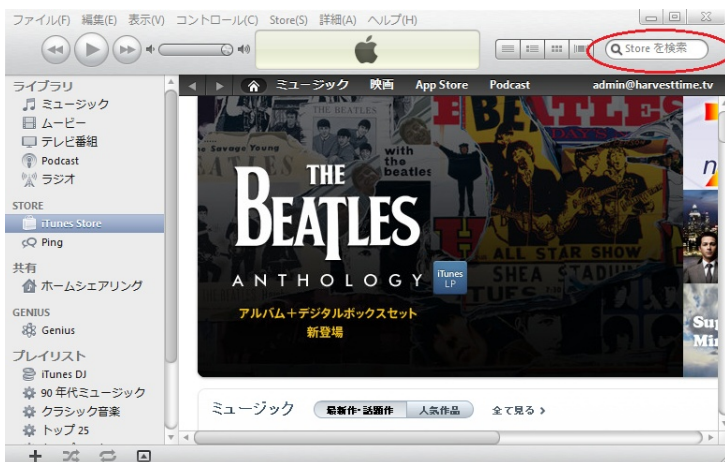 ファイル(F) 編集(E) 表示(V) コントロール(C) Store(S) 詳細(A) ヘルプ(H)
Store を検索
ライブラリ
ミュージック
ムービー
テレビ番組
Podcast
ラジオ
STORE
iTunes Store
Ping
共有
ホームシェアリング
GENIUS
Genius
プレイリスト
iTunes DJ
90 年代ミュージック
クラシック音楽
トップ 25
ミュージック 映画 App Store Podcast admin@harvesttime.tv
THE BEATLES
e Savage Young
with
the
beatles
THE
BEATLES
ANTHOLOGY
iTunes
LP
アルバム+デジタルボックスセット
新登場
ALL STAR SHOW
SHEA STADIUM
TUES
ミュージック 最新作・話題作 人気作品 全て見る ›